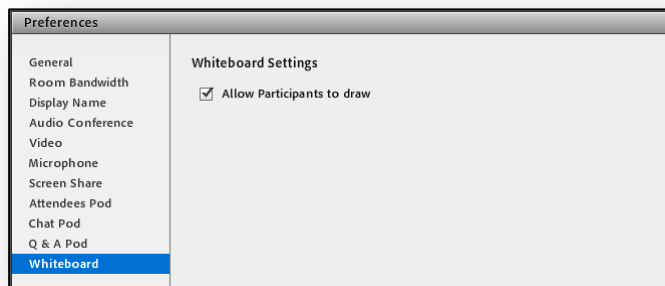 Preferences
General
Room Bandwidth
Display Name
Audio Conference
Video
Microphone
Screen Share
Attendees Pod
Chat Pod
Q & A Pod
Whiteboard
Whiteboard Settings
Allow Participants to draw